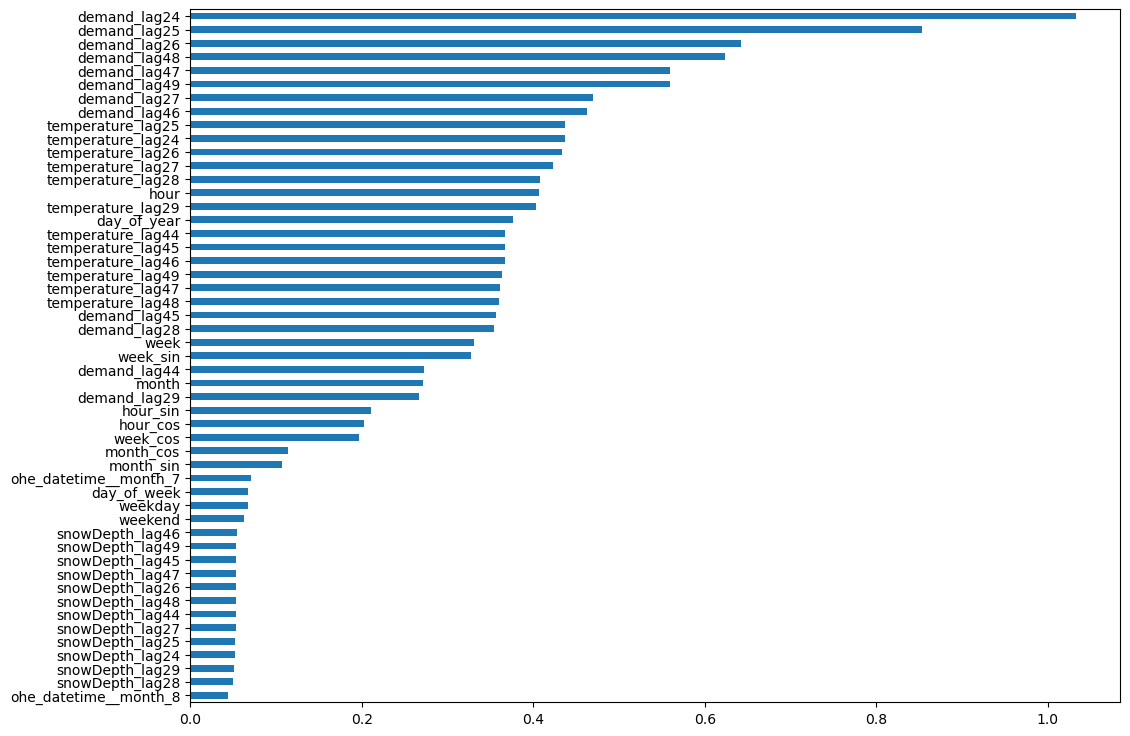 demand_lag24
demand_lag25
demand_lag26
demand_lag48
demand_lag47
demand_lag49
demand_lag27
demand_lag46
temperature_lag25
temperature_lag24
temperature_lag26
temperature_lag27
temperature_lag28
hour
temperature_lag29
day_of_year
temperature_lag44
temperature_lag45
temperature_lag46
temperature_lag49
temperature_lag47
temperature_lag48
demand_lag45
demand_lag28
week
week_sin
demand_lag44
month
demand_lag29
hour_sin
hour_cos
week_cos
month_cos
month_sin
ohe_datetime__month_7
day_of_week
weekday
weekend
snowDepth_lag46
snowDepth_lag49
snowDepth_lag45
snowDepth_lag47
snowDepth_lag26
snowDepth_lag48
snowDepth_lag44
snowDepth_lag27
snowDepth_lag25
snowDepth_lag24
snowDepth_lag29
snowDepth_lag28
ohe_datetime__month_8
0.0 0.2 0.4 0.6 0.8 1.0